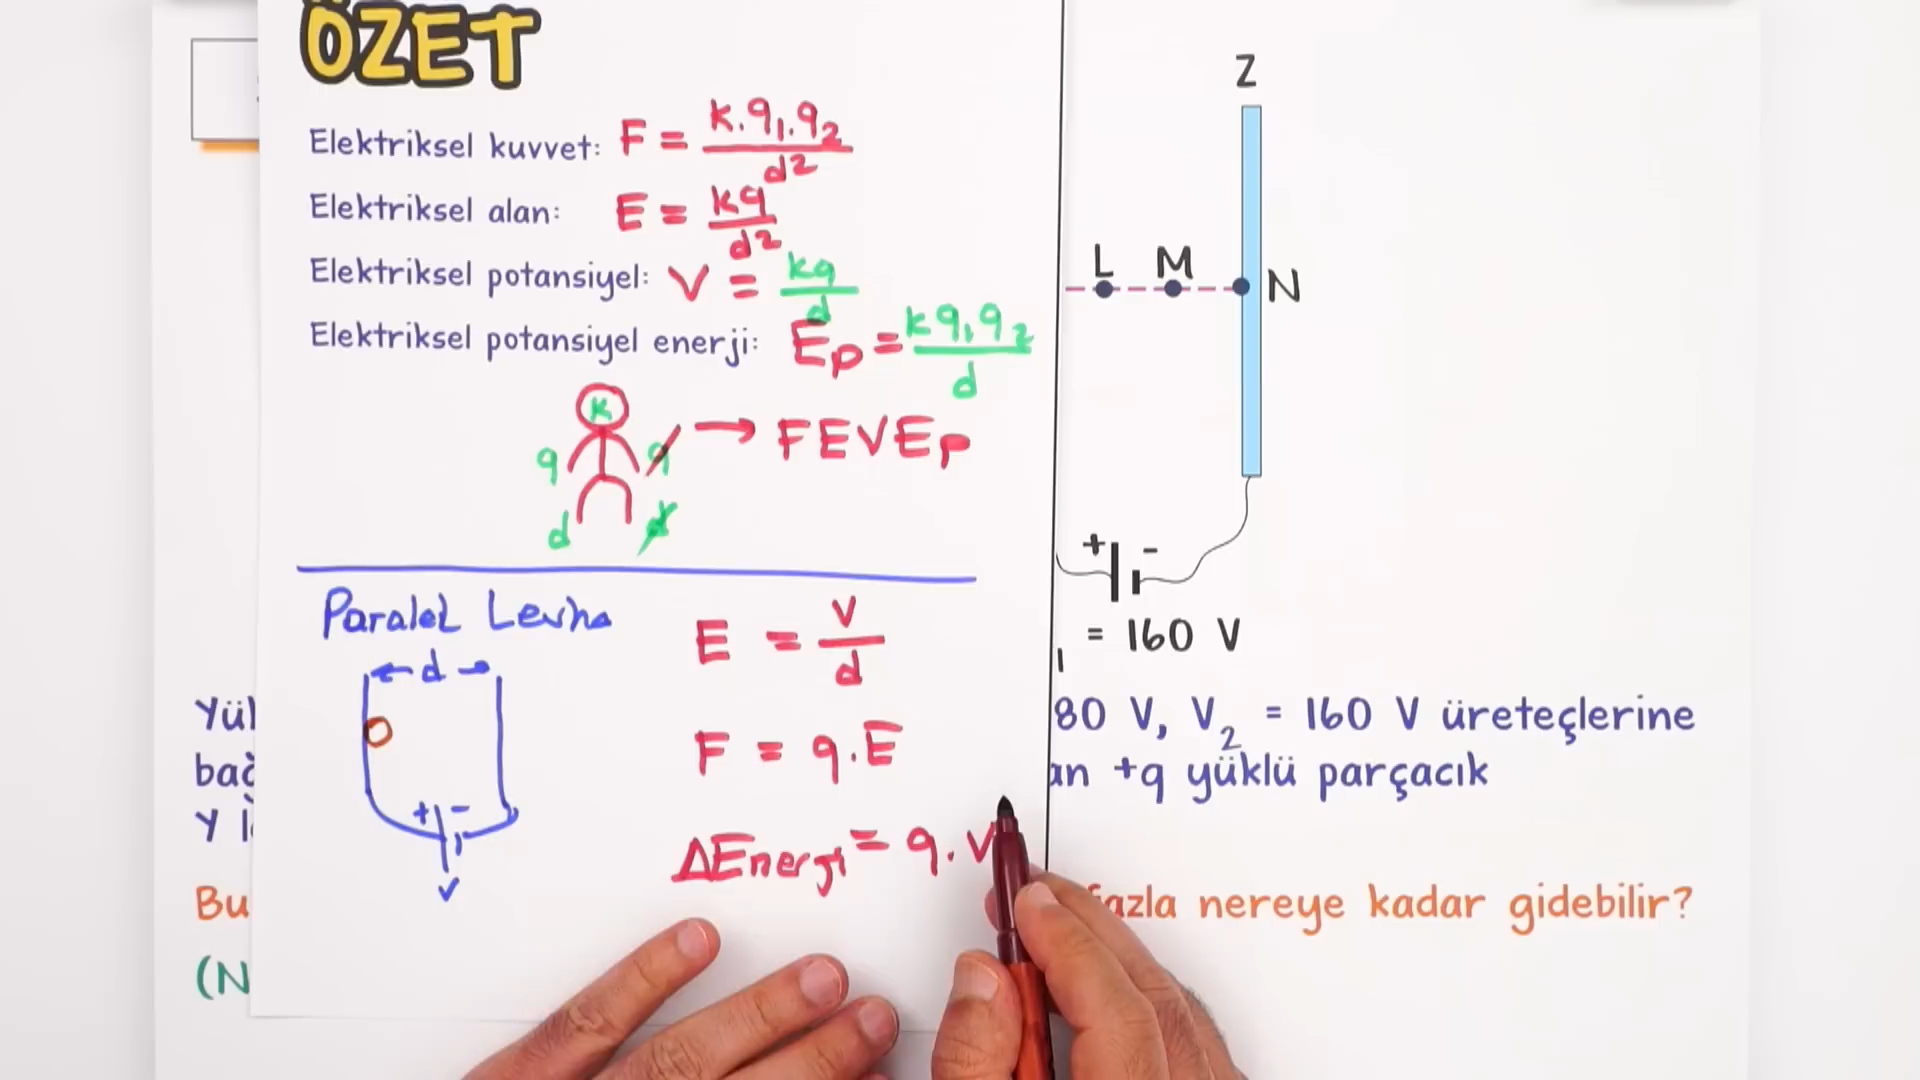 ÖZET
Elektriksel kuvvet: F = k.q₁.q₂ / d²
Elektriksel alan: E = kq / d²
Elektriksel potansiyel: V = kq / d
Elektriksel potansiyel enerji: Ep = kq₁q₂ / d
k
q q → FEVEp
d d
Paralel Levha
d
+ -
V
E = V / d
F = q.E
ΔEnerji = q.V
Z
L M N
+ -
= 160 V
80 V, V₂ = 160 V üreteçlerine
+q yüklü parçacık
Y
Bu fazla nereye kadar gidebilir?
(N